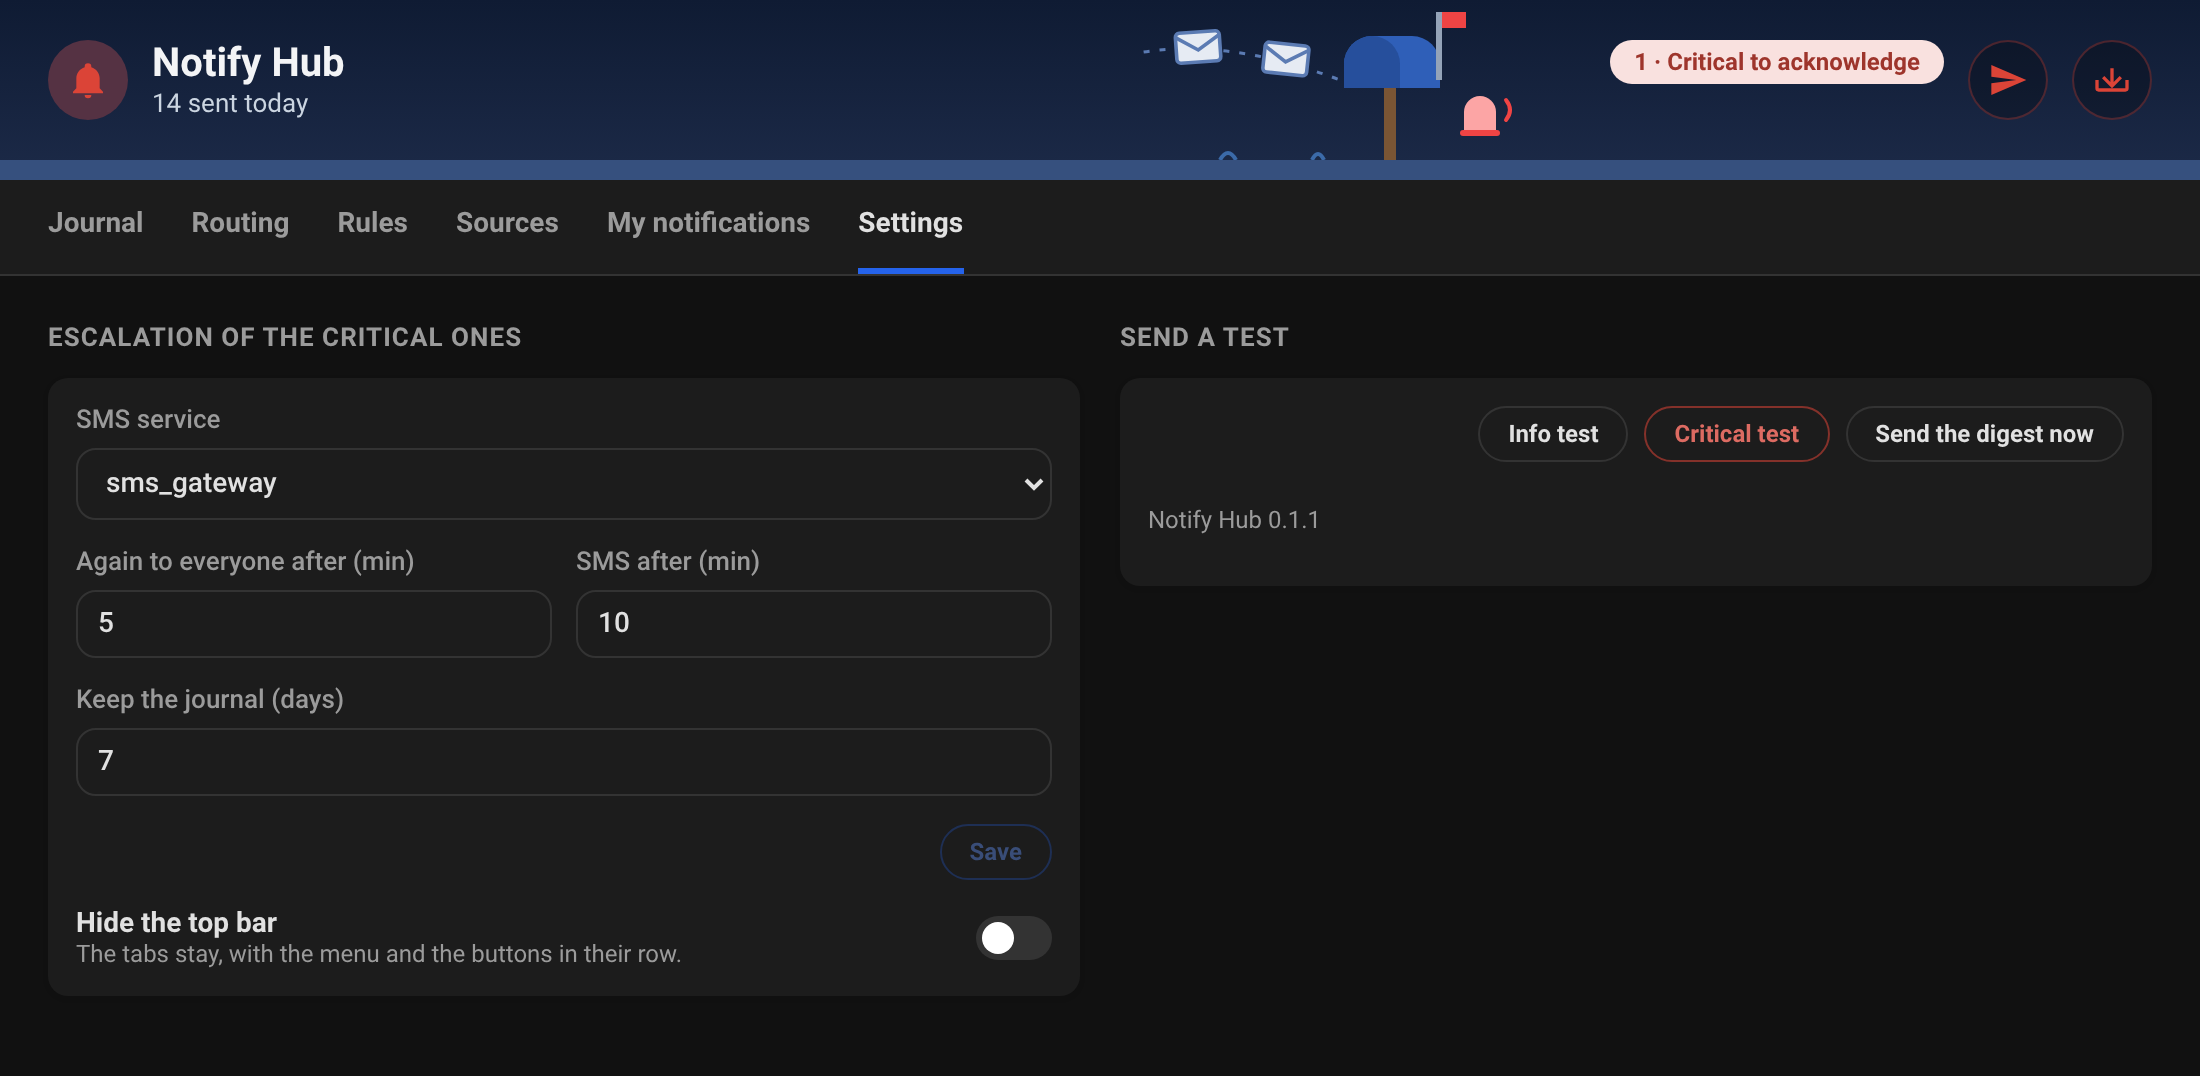 Notify Hub
14 sent today
1 · Critical to acknowledge
Journal
Routing
Rules
Sources
My notifications
Settings
ESCALATION OF THE CRITICAL ONES
SMS service
sms_gateway
Again to everyone after (min)
SMS after (min)
5
10
Keep the journal (days)
7
Save
Hide the top bar
The tabs stay, with the menu and the buttons in their row.
SEND A TEST
Info test
Critical test
Send the digest now
Notify Hub 0.1.1